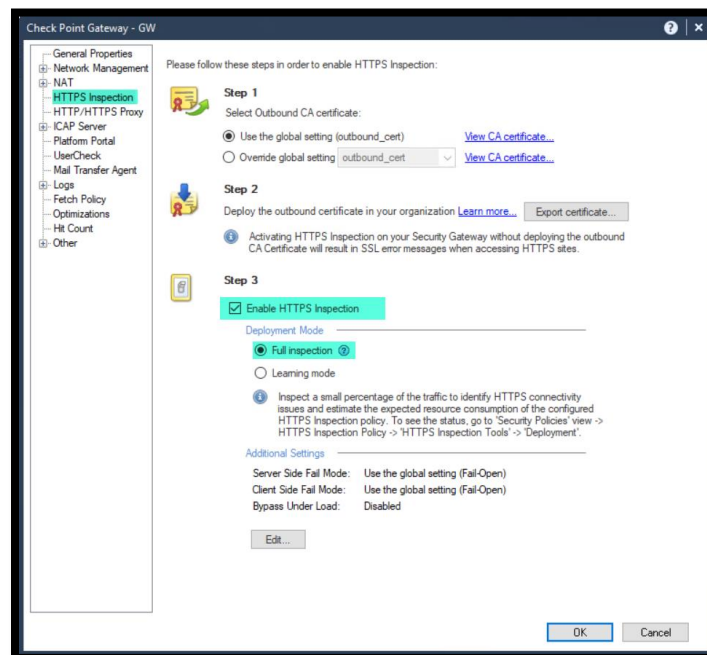 Check Point Gateway - GW
General Properties
Network Management
NAT
HTTPS Inspection
HTTP/HTTPS Proxy
ICAP Server
Platform Portal
UserCheck
Mail Transfer Agent
Logs
Fetch Policy
Optimizations
Hit Count
Other
Please follow these steps in order to enable HTTPS Inspection:
Step 1
Select Outbound CA certificate:
Use the global setting (outbound_cert) View CA certificate...
Override global setting outbound_cert View CA certificate...
Step 2
Deploy the outbound certificate in your organization Learn more... Export certificate...
Activating HTTPS Inspection on your Security Gateway without deploying the outbound
CA Certificate will result in SSL error messages when accessing HTTPS sites.
Step 3
Enable HTTPS Inspection
Deployment Mode
Full inspection ?
Learning mode
Inspect a small percentage of the traffic to identify HTTPS connectivity
issues and estimate the expected resource consumption of the configured
HTTPS Inspection policy. To see the status, go to 'Security Policies' view ->
HTTPS Inspection Policy -> 'HTTPS Inspection Tools' -> 'Deployment'.
Additional Settings
Server Side Fail Mode: Use the global setting (Fail-Open)
Client Side Fail Mode: Use the global setting (Fail-Open)
Bypass Under Load: Disabled
Edit...
OK Cancel